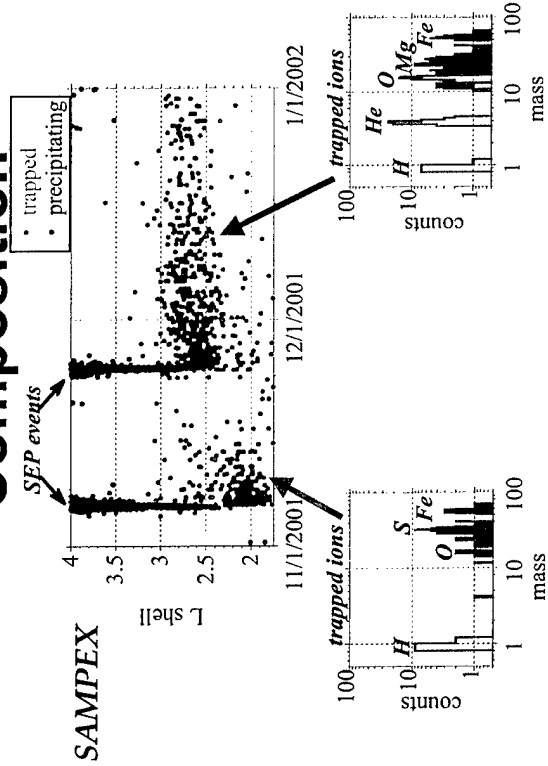 Composition
SAMPEX
SEP events
trapped
precipitating
L shell
4
3.5
3
2.5
2
11/1/2001
12/1/2001
1/1/2002
trapped ions
counts
100
10
1
H
O
S
Fe
1
10
100
mass
trapped ions
counts
100
10
1
H
He
O
Mg
Fe
1
10
100
mass